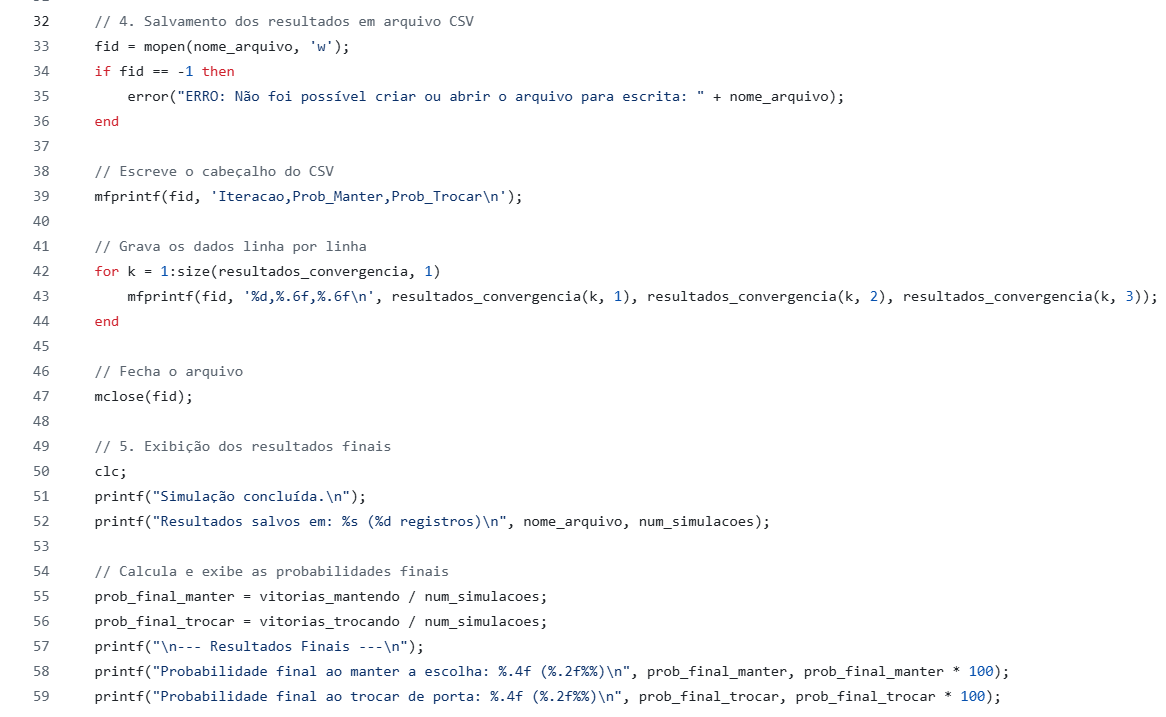 32 // 4. Salvamento dos resultados em arquivo CSV
33 fid = mopen(nome_arquivo, 'w');
34 if fid == -1 then
35 error("ERRO: Não foi possível criar ou abrir o arquivo para escrita: " + nome_arquivo);
36 end
37
38 // Escreve o cabeçalho do CSV
39 mfprintf(fid, 'Iteracao,Prob_Manter,Prob_Trocar\n');
40
41 // Grava os dados linha por linha
42 for k = 1:size(resultados_convergencia, 1)
43 mfprintf(fid, '%d,%.6f,%.6f\n', resultados_convergencia(k, 1), resultados_convergencia(k, 2), resultados_convergencia(k, 3));
44 end
45
46 // Fecha o arquivo
47 mclose(fid);
48
49 // 5. Exibição dos resultados finais
50 clc;
51 printf("Simulação concluída.\n");
52 printf("Resultados salvos em: %s (%d registros)\n", nome_arquivo, num_simulacoes);
53
54 // Calcula e exibe as probabilidades finais
55 prob_final_manter = vitorias_mantendo / num_simulacoes;
56 prob_final_trocar = vitorias_trocando / num_simulacoes;
57 printf("\n--- Resultados Finais ---\n");
58 printf("Probabilidade final ao manter a escolha: %.4f (%.2f%%)\n", prob_final_manter, prob_final_manter * 100);
59 printf("Probabilidade final ao trocar de porta: %.4f (%.2f%%)\n", prob_final_trocar, prob_final_trocar * 100);